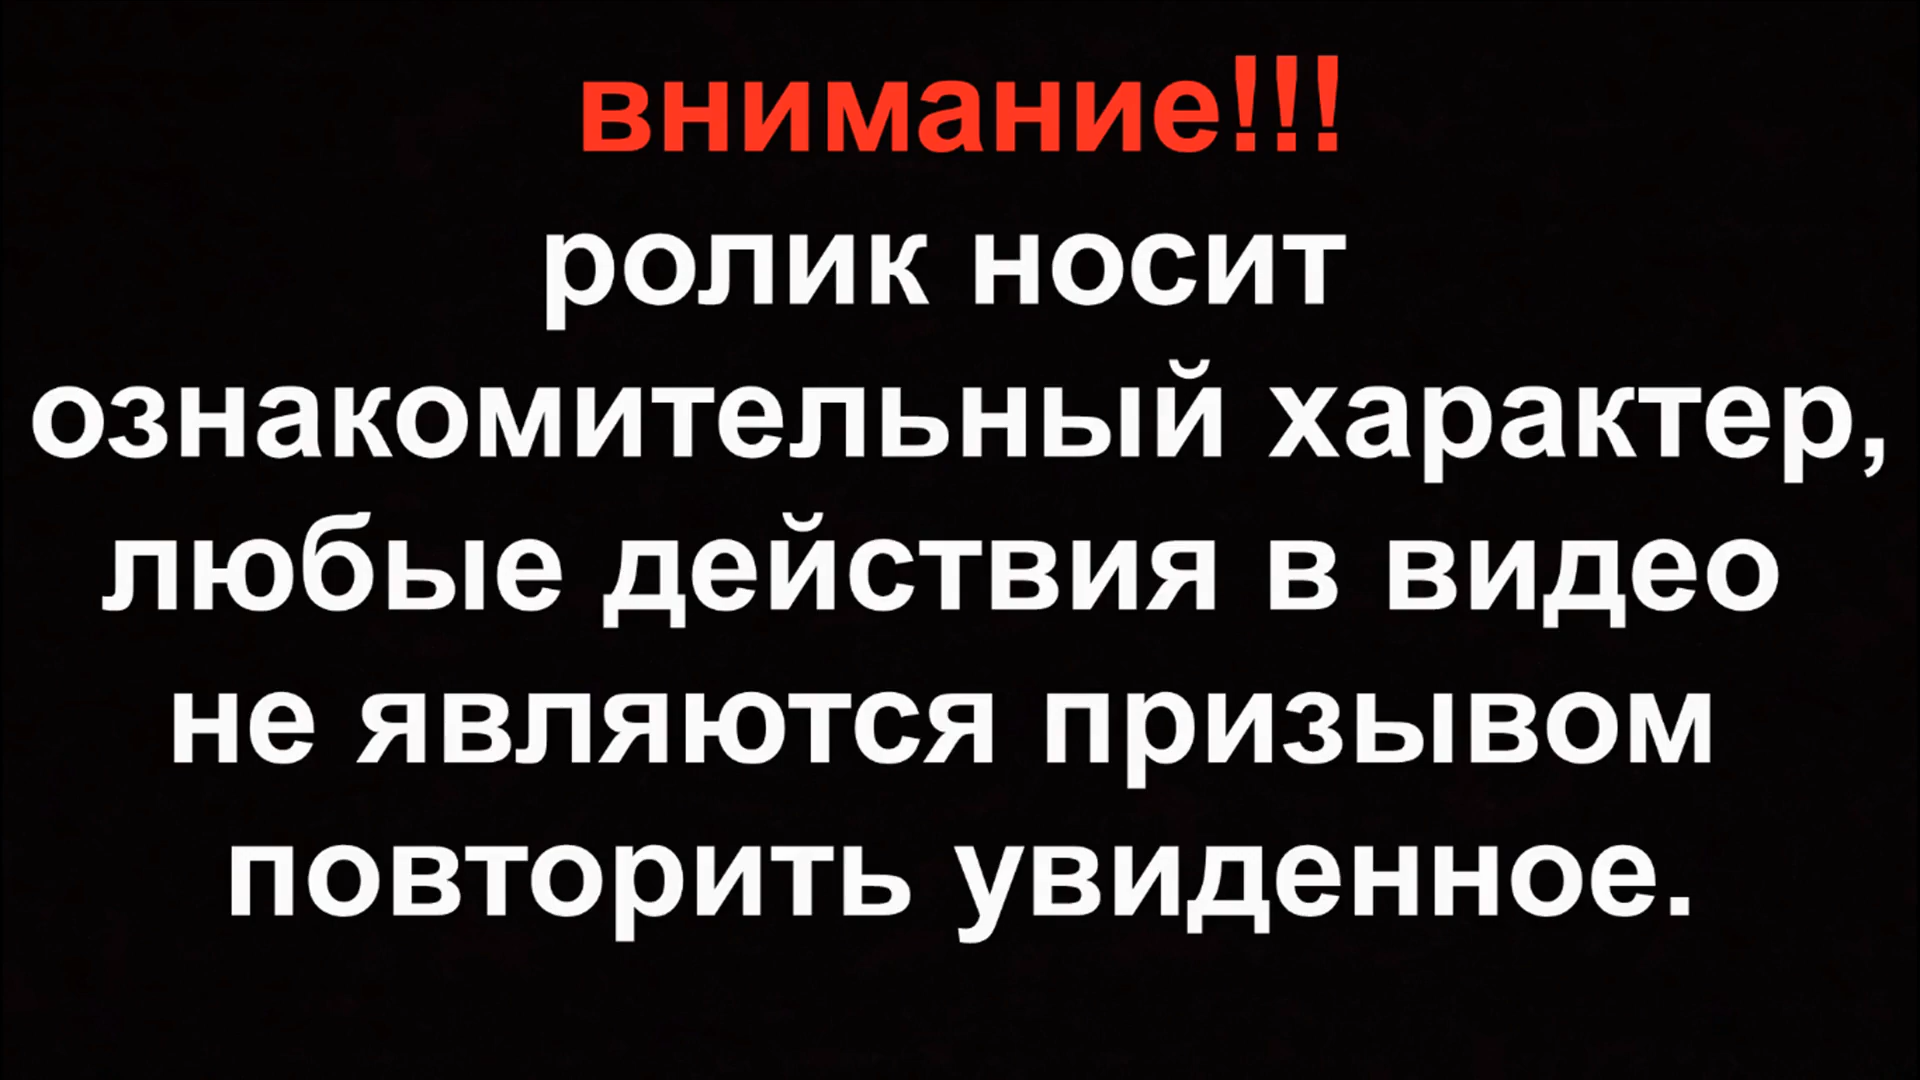 внимание!!!
ролик носит
ознакомительный характер,
любые действия в видео
не являются призывом
повторить увиденное.